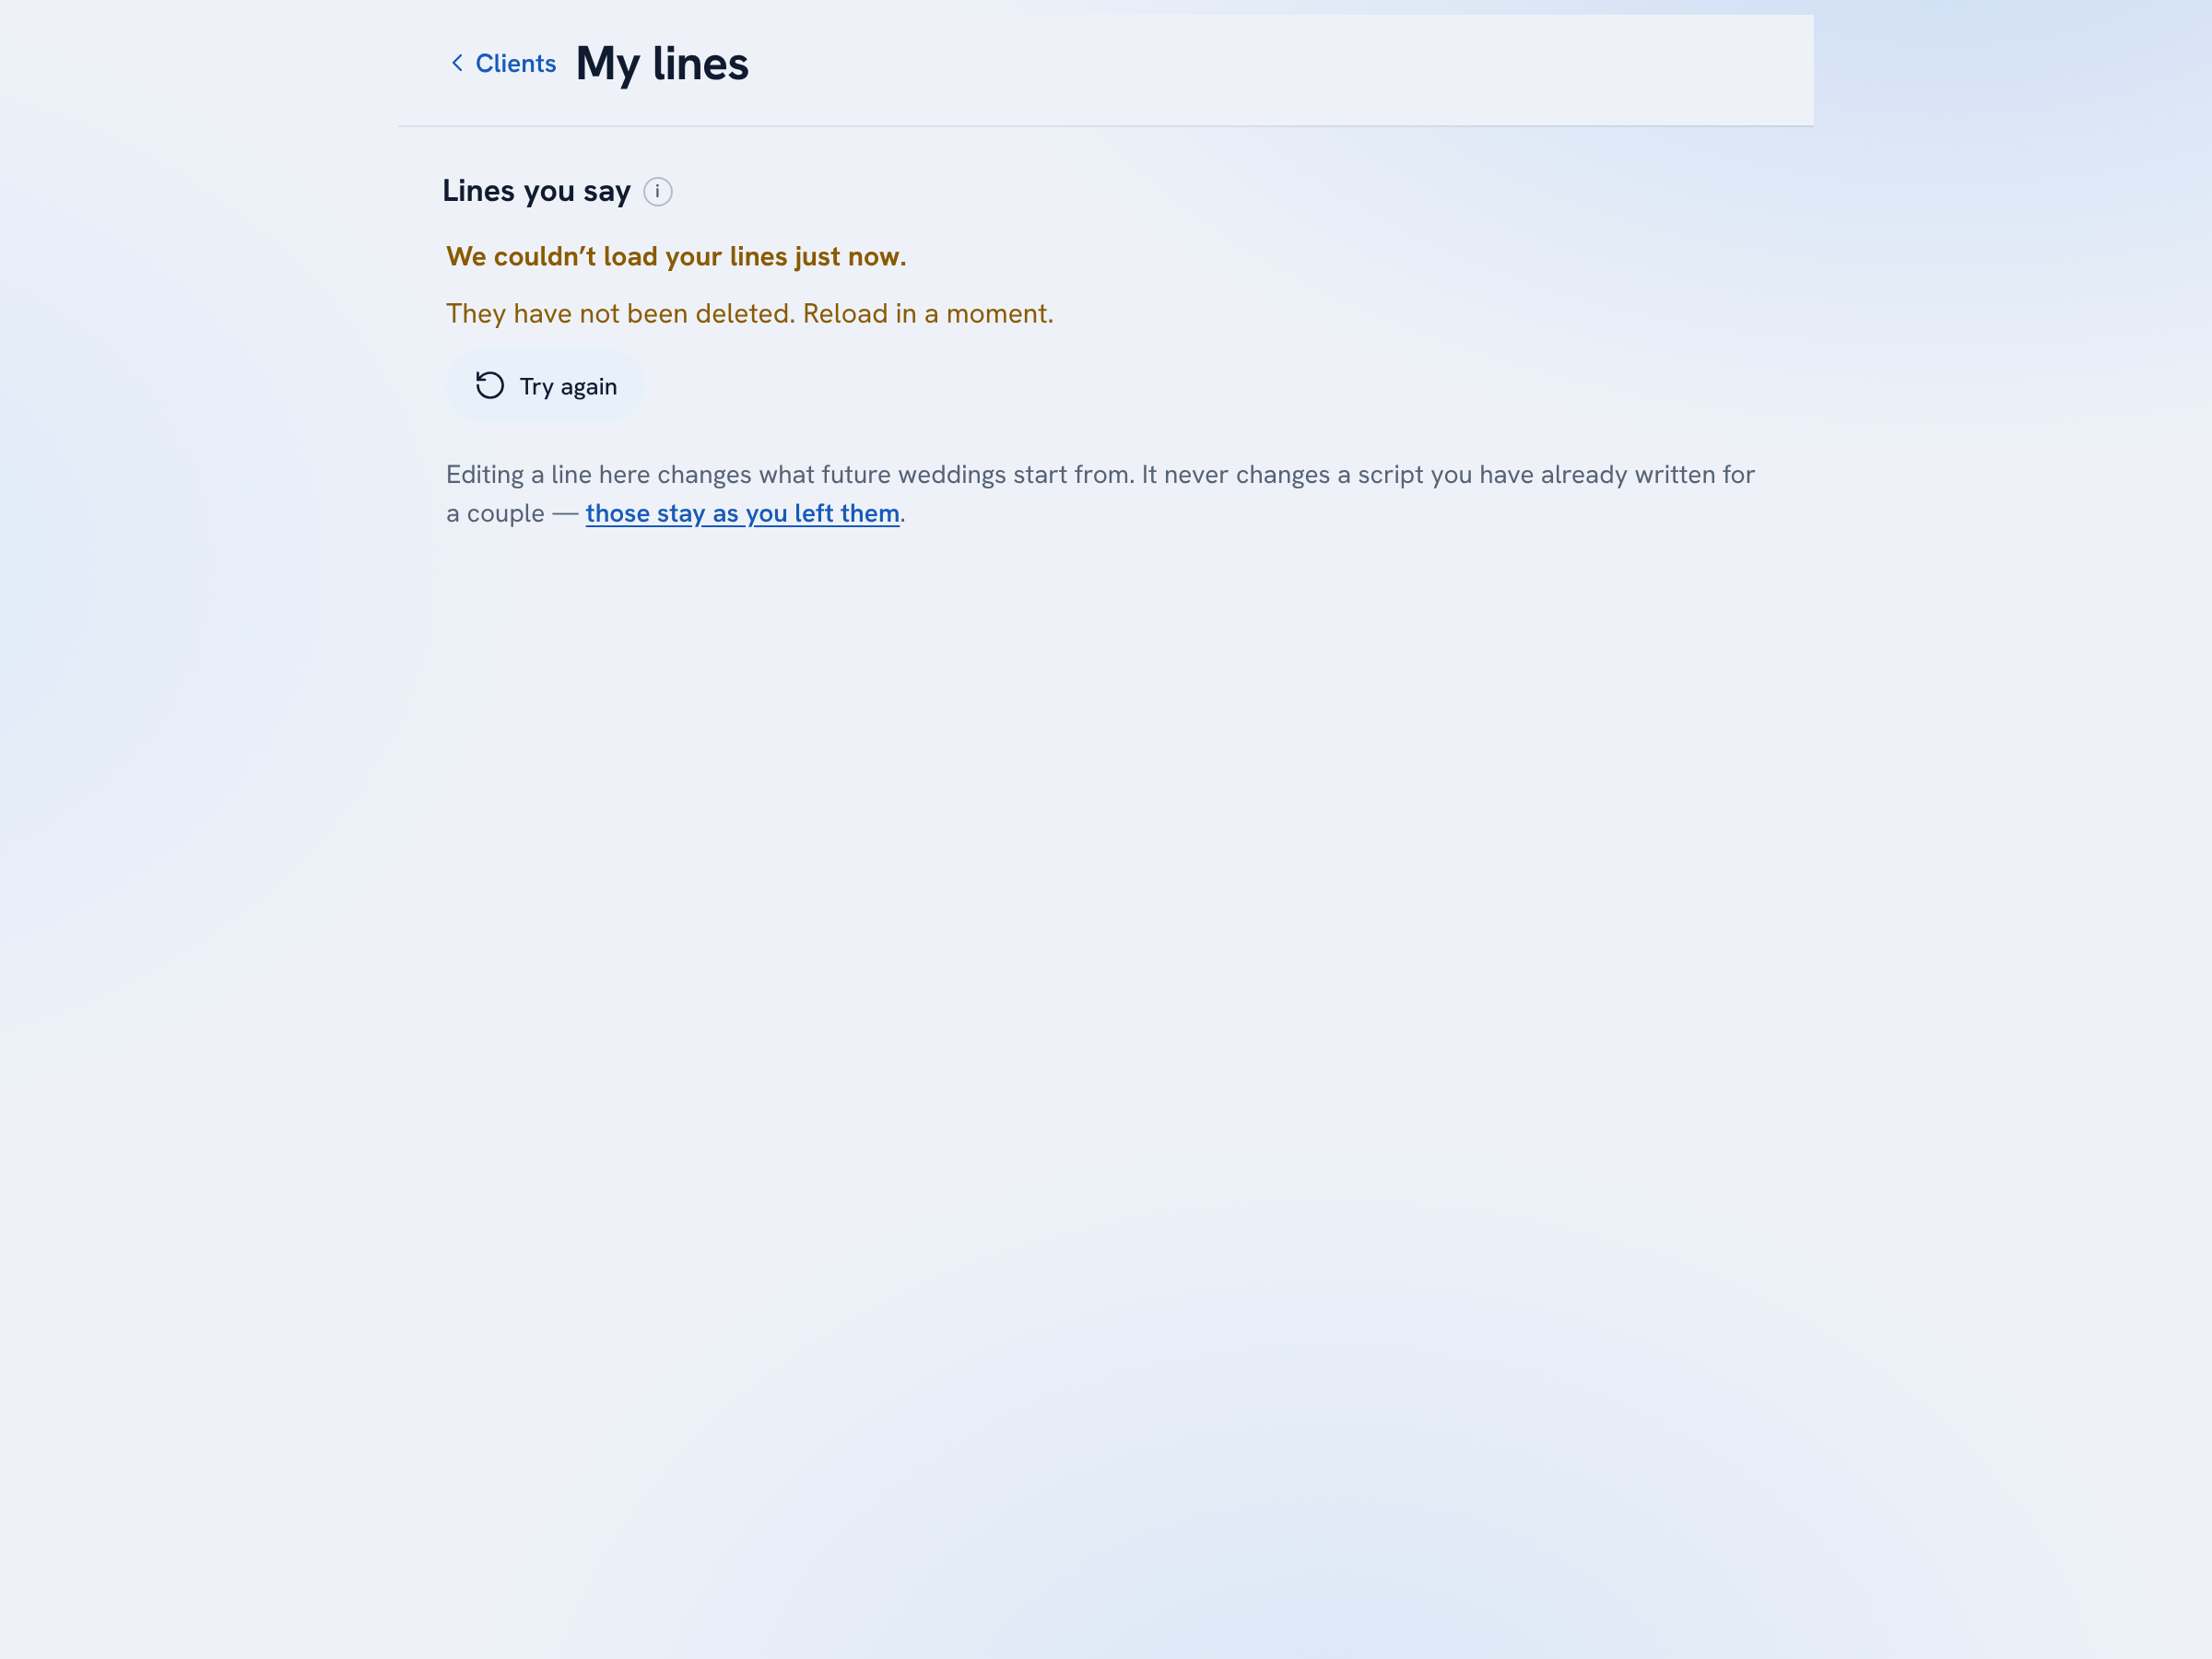 Clients My lines
Lines you say i
We couldn’t load your lines just now.
They have not been deleted. Reload in a moment.
Try again
Editing a line here changes what future weddings start from. It never changes a script you have already written for
a couple — those stay as you left them.